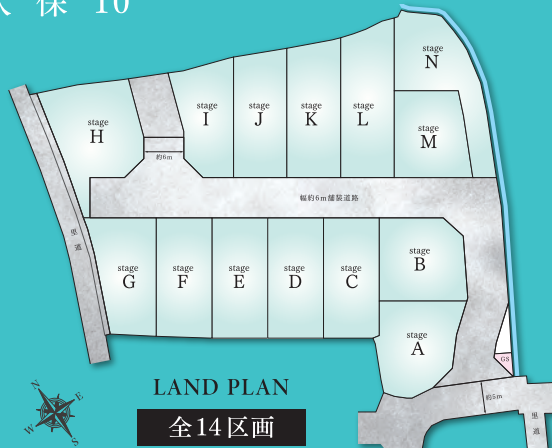 保 10
stage
N
stage
H
stage
I
stage
J
stage
K
stage
L
stage
M
約6m
幅約6m舗装道路
里道
stage
G
stage
F
stage
E
stage
D
stage
C
stage
B
stage
A
GS
約5m
里道
N
E
W
S
LAND PLAN
全14区画